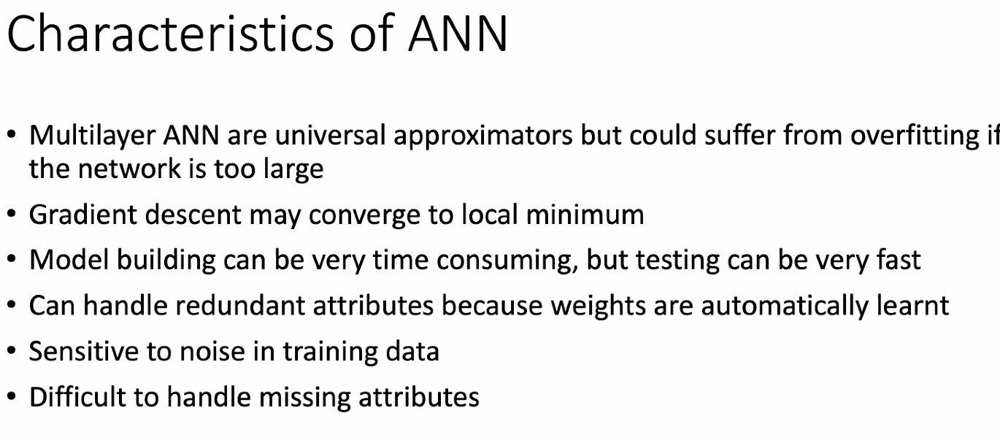 Characteristics of ANN
• Multilayer ANN are universal approximators but could suffer from overfitting if
the network is too large
• Gradient descent may converge to local minimum
• Model building can be very time consuming, but testing can be very fast
• Can handle redundant attributes because weights are automatically learnt
• Sensitive to noise in training data
• Difficult to handle missing attributes